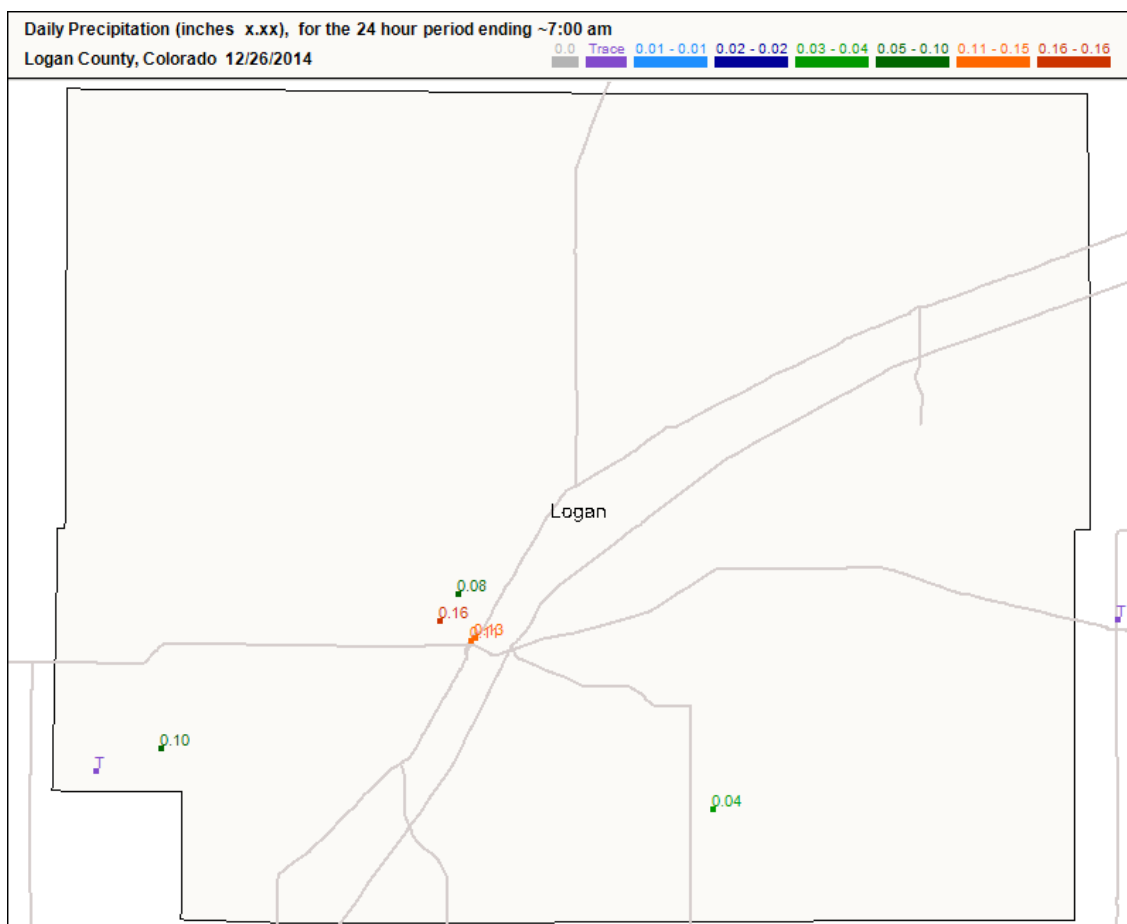 Daily Precipitation (inches x.xx), for the 24 hour period ending ~7:00 am
Logan County, Colorado 12/26/2014
0.0 Trace 0.01 - 0.01 0.02 - 0.02 0.03 - 0.04 0.05 - 0.10 0.11 - 0.15 0.16 - 0.16
Logan
0.08
0.16
0.13
T
0.10
T
0.04